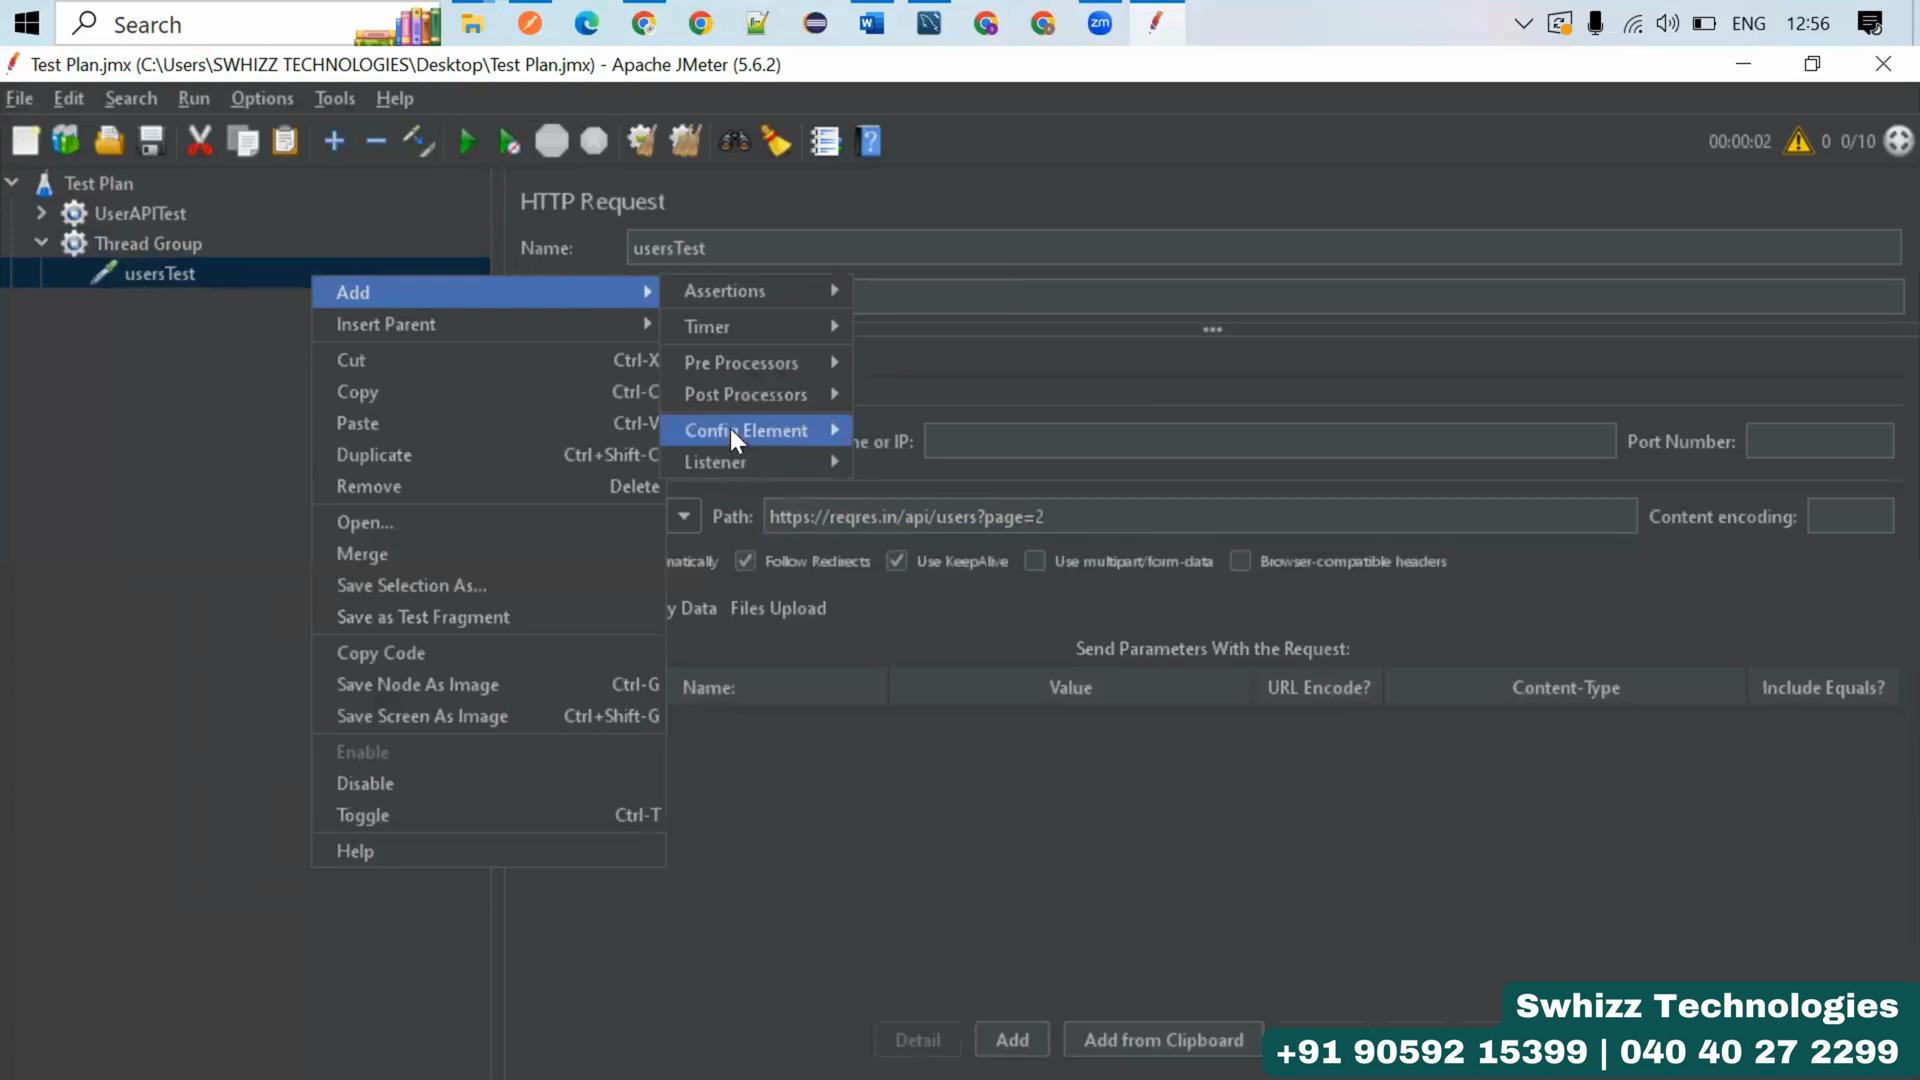 Search
ENG
12:56
Test Plan.jmx (C:\Users\SWHIZZ TECHNOLOGIES\Desktop\Test Plan.jmx) - Apache JMeter (5.6.2)
File Edit Search Run Options Tools Help
00:00:02 0 0/10
Test Plan
UserAPITest
Thread Group
usersTest
HTTP Request
Name: usersTest
Add
Insert Parent
Cut Ctrl-X
Copy Ctrl-C
Paste Ctrl-V
Duplicate Ctrl+Shift-C
Remove Delete
Open...
Merge
Save Selection As...
Save as Test Fragment
Copy Code
Save Node As Image Ctrl-G
Save Screen As Image Ctrl+Shift-G
Enable
Disable
Toggle Ctrl-T
Help
Assertions
Timer
Pre Processors
Post Processors
Config Element
Listener
ne or IP: Port Number:
Path: https://reqres.in/api/users?page=2 Content encoding:
matically Follow Redirects Use KeepAlive Use multipart/form-data Browser-compatible headers
y Data Files Upload
Send Parameters With the Request:
Name: Value URL Encode? Content-Type Include Equals?
Detail Add Add from Clipboard
Swhizz Technologies
+91 90592 15399 | 040 40 27 2299